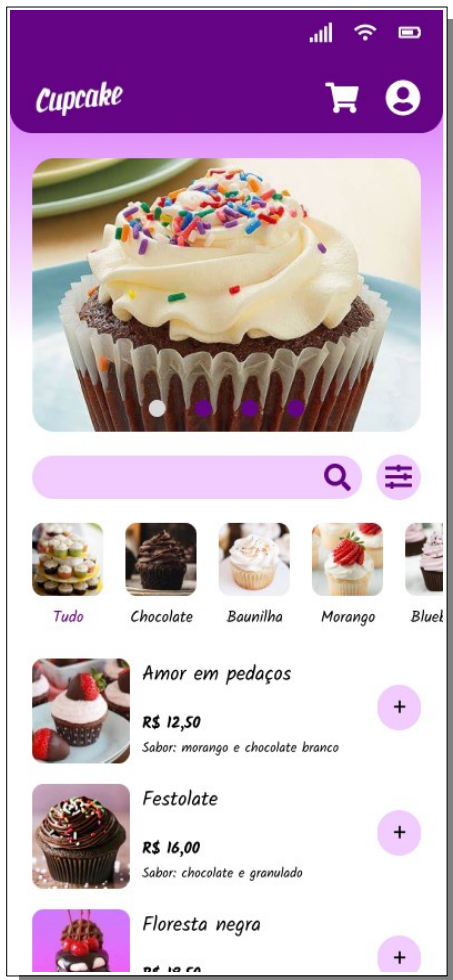 Cupcake
Tudo
Chocolate
Baunilha
Morango
Amor em pedaços
R$ 12,50
Sabor: morango e chocolate branco
+
Festolate
R$ 16,00
Sabor: chocolate e granulado
+
Floresta negra
+